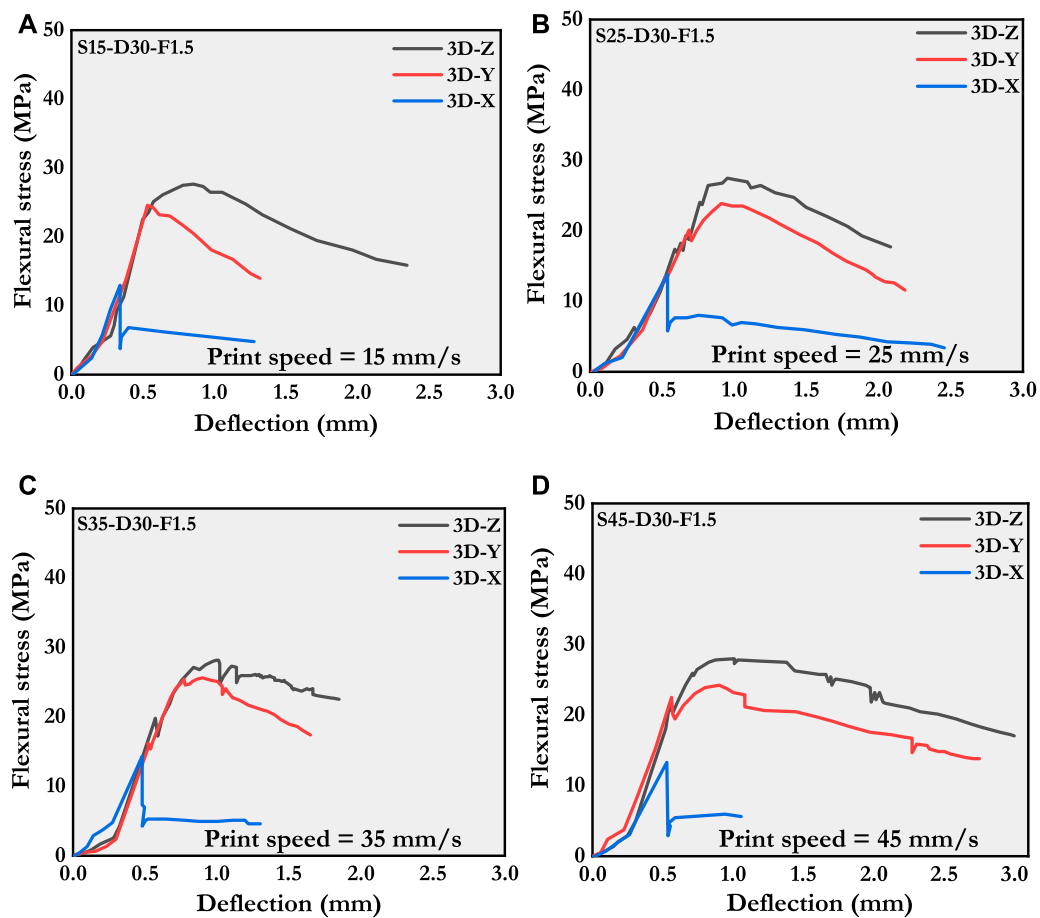 A
S15-D30-F1.5
3D-Z
3D-Y
3D-X
50
40
30
20
10
0
Flexural stress (MPa)
Print speed = 15 mm/s
0.0 0.5 1.0 1.5 2.0 2.5 3.0
Deflection (mm)
B
S25-D30-F1.5
3D-Z
3D-Y
3D-X
50
40
30
20
10
0
Flexural stress (MPa)
Print speed = 25 mm/s
0.0 0.5 1.0 1.5 2.0 2.5 3.0
Deflection (mm)
C
S35-D30-F1.5
3D-Z
3D-Y
3D-X
50
40
30
20
10
0
Flexural stress (MPa)
Print speed = 35 mm/s
0.0 0.5 1.0 1.5 2.0 2.5 3.0
Deflection (mm)
D
S45-D30-F1.5
3D-Z
3D-Y
3D-X
50
40
30
20
10
0
Flexural stress (MPa)
Print speed = 45 mm/s
0.0 0.5 1.0 1.5 2.0 2.5 3.0
Deflection (mm)